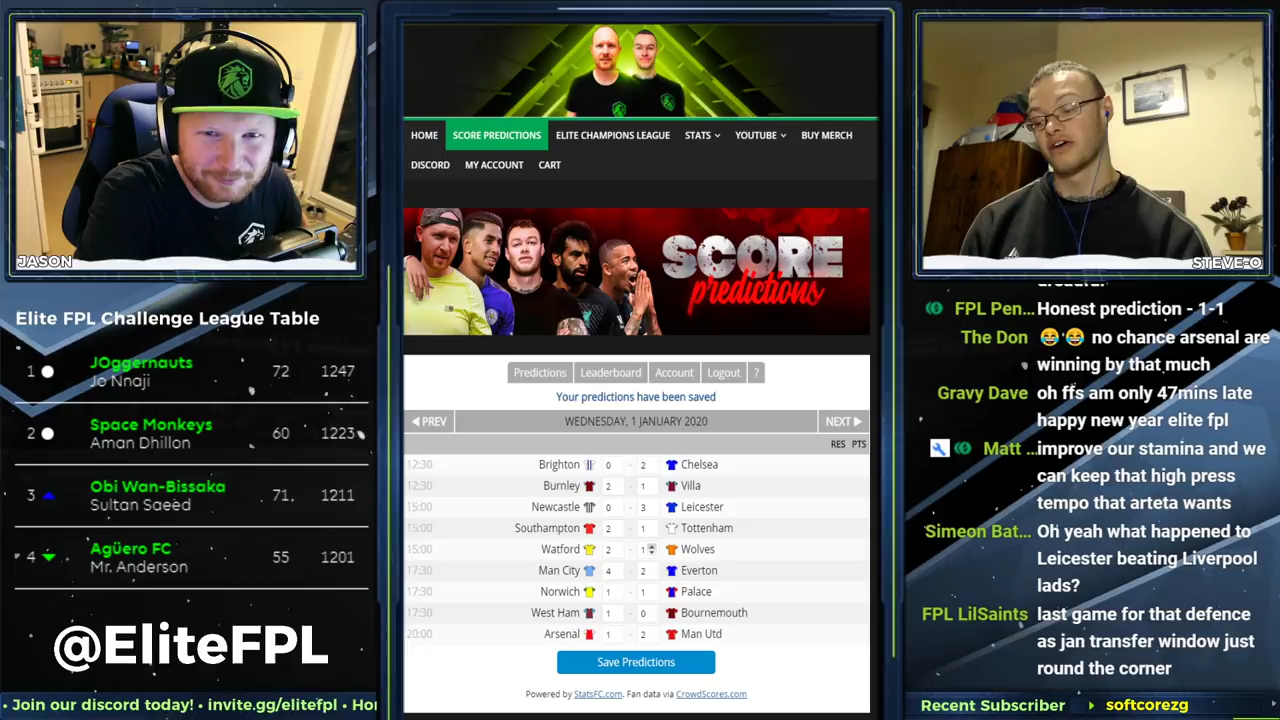 JASON
Elite FPL Challenge League Table
1 JOggernauts 72 1247
Jo Nnaji
2 Space Monkeys 60 1223
Aman Dhillon
3 Obi Wan-Bissaka 71 1211
Sultan Saeed
4 Agüero FC 55 1201
Mr. Anderson
@EliteFPL
• Join our discord today! • invite.gg/elitefpl •
HOME SCORE PREDICTIONS ELITE CHAMPIONS LEAGUE STATS YOUTUBE BUY MERCH
DISCORD MY ACCOUNT CART
SCORE
predictions
Predictions Leaderboard Account Logout ?
Your predictions have been saved
◀ PREV WEDNESDAY, 1 JANUARY 2020 NEXT ▶
RES PTS
12:30 Brighton 0 - 2 Chelsea
12:30 Burnley 2 - 1 Villa
15:00 Newcastle 0 - 3 Leicester
15:00 Southampton 2 - 1 Tottenham
15:00 Watford 2 - 1 Wolves
17:30 Man City 4 - 2 Everton
17:30 Norwich 1 - 1 Palace
17:30 West Ham 1 - 0 Bournemouth
20:00 Arsenal 1 - 2 Man Utd
Save Predictions
Powered by StatsFC.com. Fan data via CrowdScores.com
STEVE-O
FPL Pen... Honest prediction - 1-1
The Don 😂😂 no chance arsenal are
winning by that much
Gravy Dave oh ffs am only 47mins late
happy new year elite fpl
Matt ... improve our stamina and we
can keep that high press
tempo that arteta wants
Simeon Bat... Oh yeah what happened to
Leicester beating Liverpool
lads?
FPL LilSaints last game for that defence
as jan transfer window just
round the corner
Recent Subscriber softcorezg